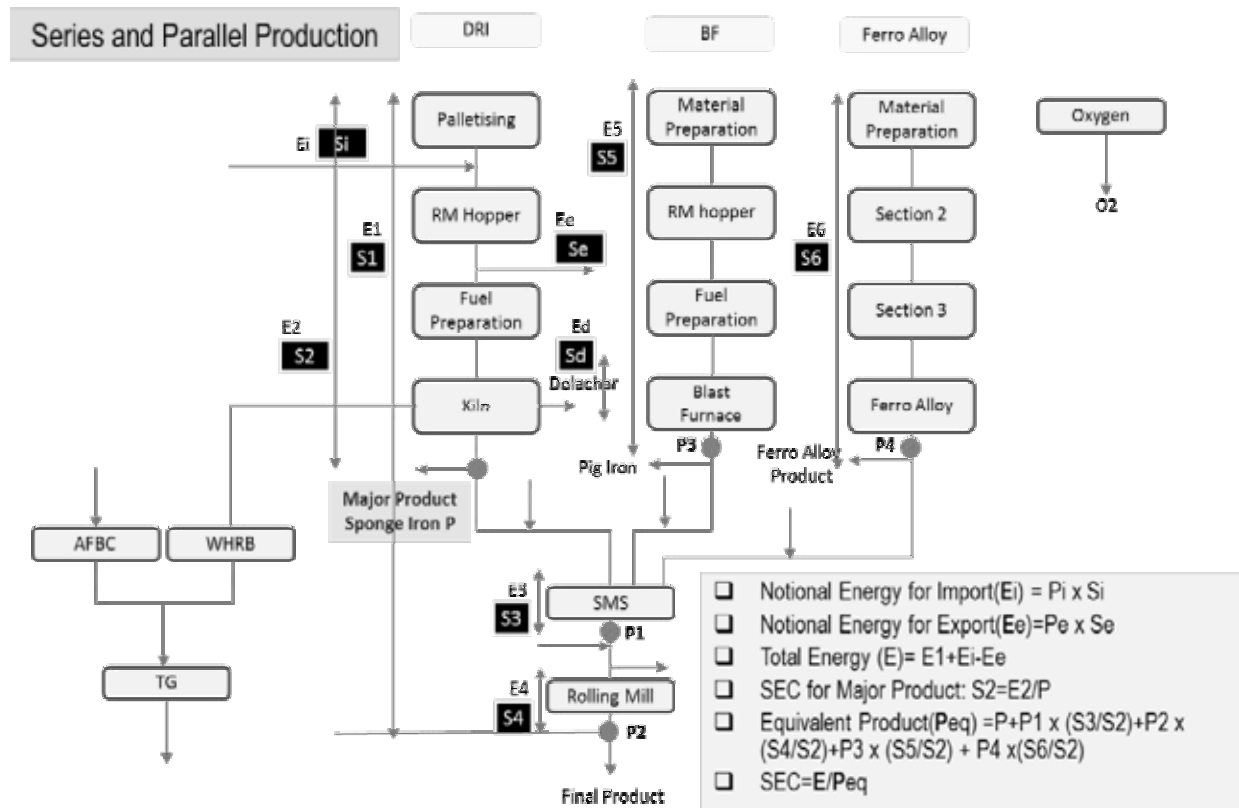 Series and Parallel Production
DRI
BF
Ferro Alloy
Palletising
RM Hopper
Fuel
Preparation
Kiln
Ei
Si
E1
S1
E2
S2
Ee
Se
Ed
Sd
Dolachar
Major Product
Sponge Iron P
AFBC
WHRB
TG
E5
S5
Material
Preparation
RM hopper
Fuel
Preparation
Blast
Furnace
P3
Pig Iron
E6
S6
Material
Preparation
Section 2
Section 3
Ferro Alloy
P4
Ferro Alloy
Product
Oxygen
O2
E3
S3
SMS
P1
E4
S4
Rolling Mill
P2
Final Product
Notional Energy for Import(Ei) = Pi x Si
Notional Energy for Export(Ee)=Pe x Se
Total Energy (E)= E1+Ei-Ee
SEC for Major Product: S2=E2/P
Equivalent Product(Peq) =P+P1 x (S3/S2)+P2 x
(S4/S2)+P3 x (S5/S2) + P4 x(S6/S2)
SEC=E/Peq